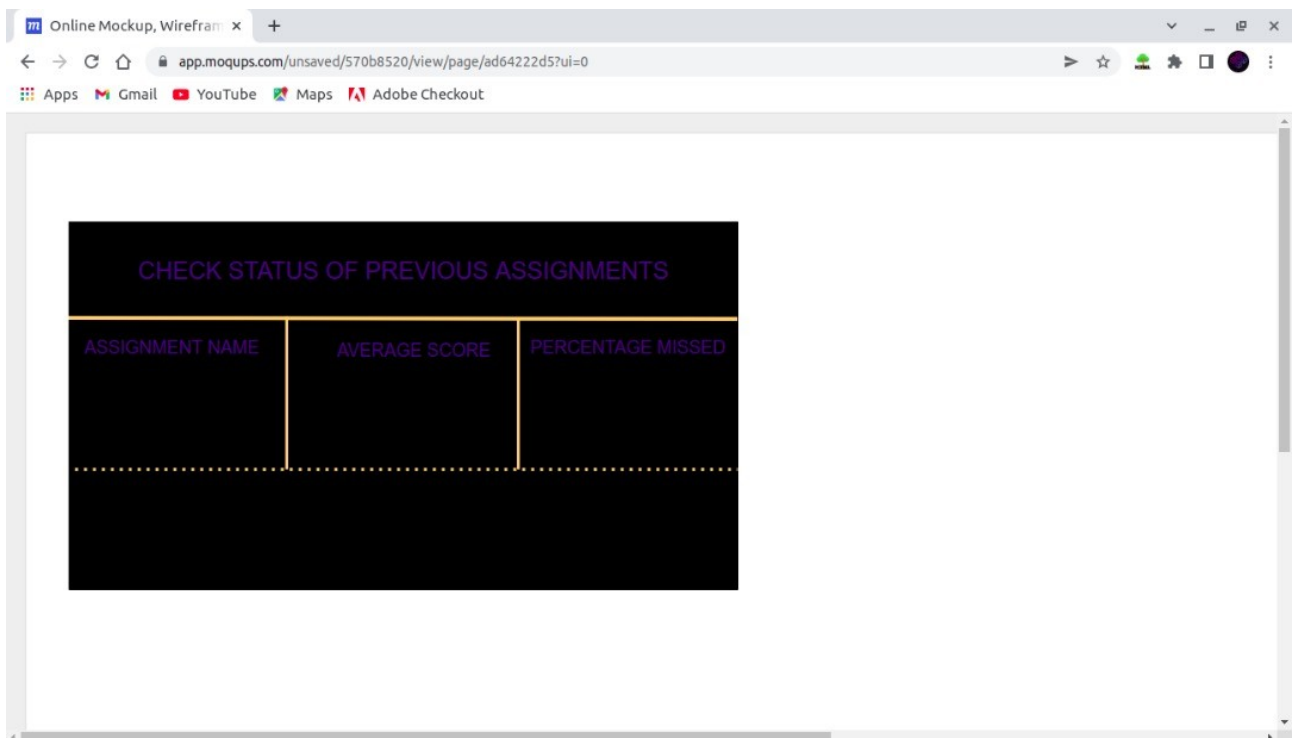 m Online Mockup, Wirefram
app.moqups.com/unsaved/570b8520/view/page/ad64222d5?ui=0
Apps Gmail YouTube Maps Adobe Checkout
CHECK STATUS OF PREVIOUS ASSIGNMENTS
ASSIGNMENT NAME AVERAGE SCORE PERCENTAGE MISSED